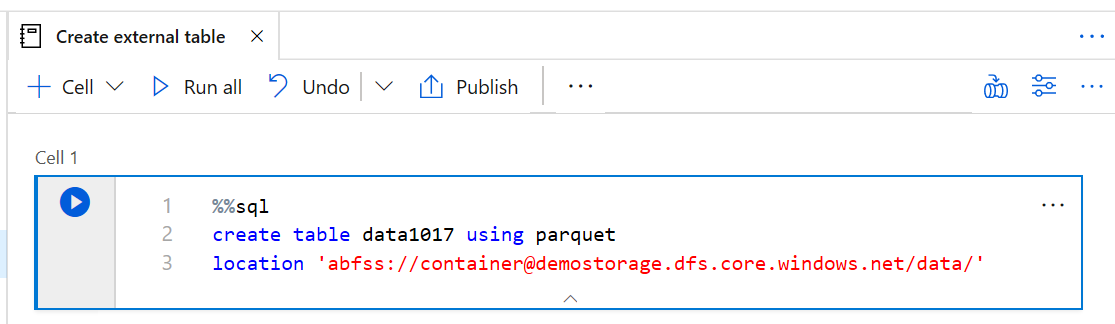 Create external table
Cell Run all Undo Publish
Cell 1
1 %%sql
2 create table data1017 using parquet
3 location 'abfss://container@demostorage.dfs.core.windows.net/data/'